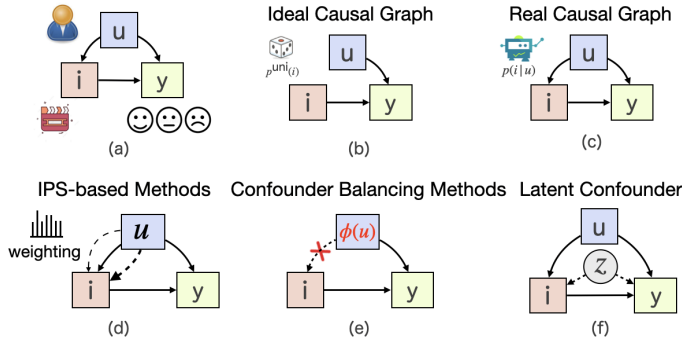 u
i
y
(a)
Ideal Causal Graph
p^uni(i)
u
i
y
(b)
Real Causal Graph
p(i|u)
u
i
y
(c)
IPS-based Methods
weighting
u
i
y
(d)
Confounder Balancing Methods
ϕ(u)
i
y
(e)
Latent Confounder
u
z
i
y
(f)